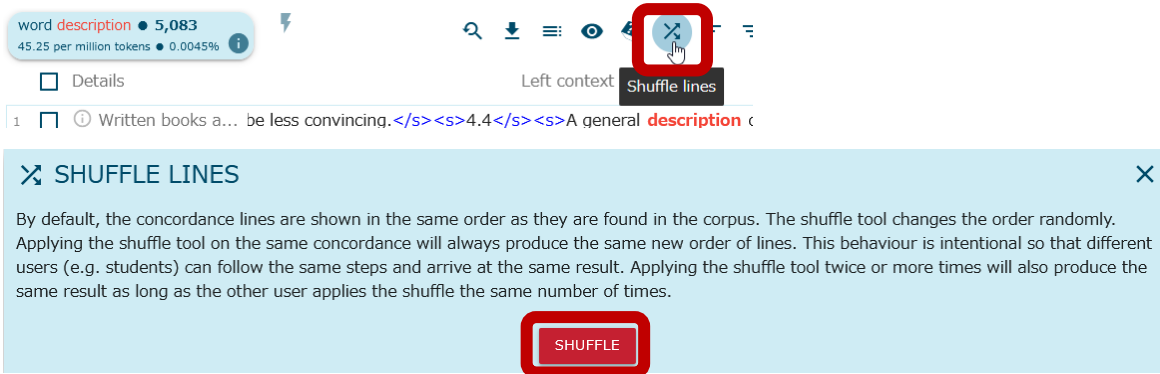 word description ● 5,083
45.25 per million tokens ● 0.0045%
Details Left context
Shuffle lines
1 Written books a... be less convincing.</s><s>4.4</s><s>A general description
SHUFFLE LINES
By default, the concordance lines are shown in the same order as they are found in the corpus. The shuffle tool changes the order randomly.
Applying the shuffle tool on the same concordance will always produce the same new order of lines. This behaviour is intentional so that different
users (e.g. students) can follow the same steps and arrive at the same result. Applying the shuffle tool twice or more times will also produce the
same result as long as the other user applies the shuffle the same number of times.
SHUFFLE